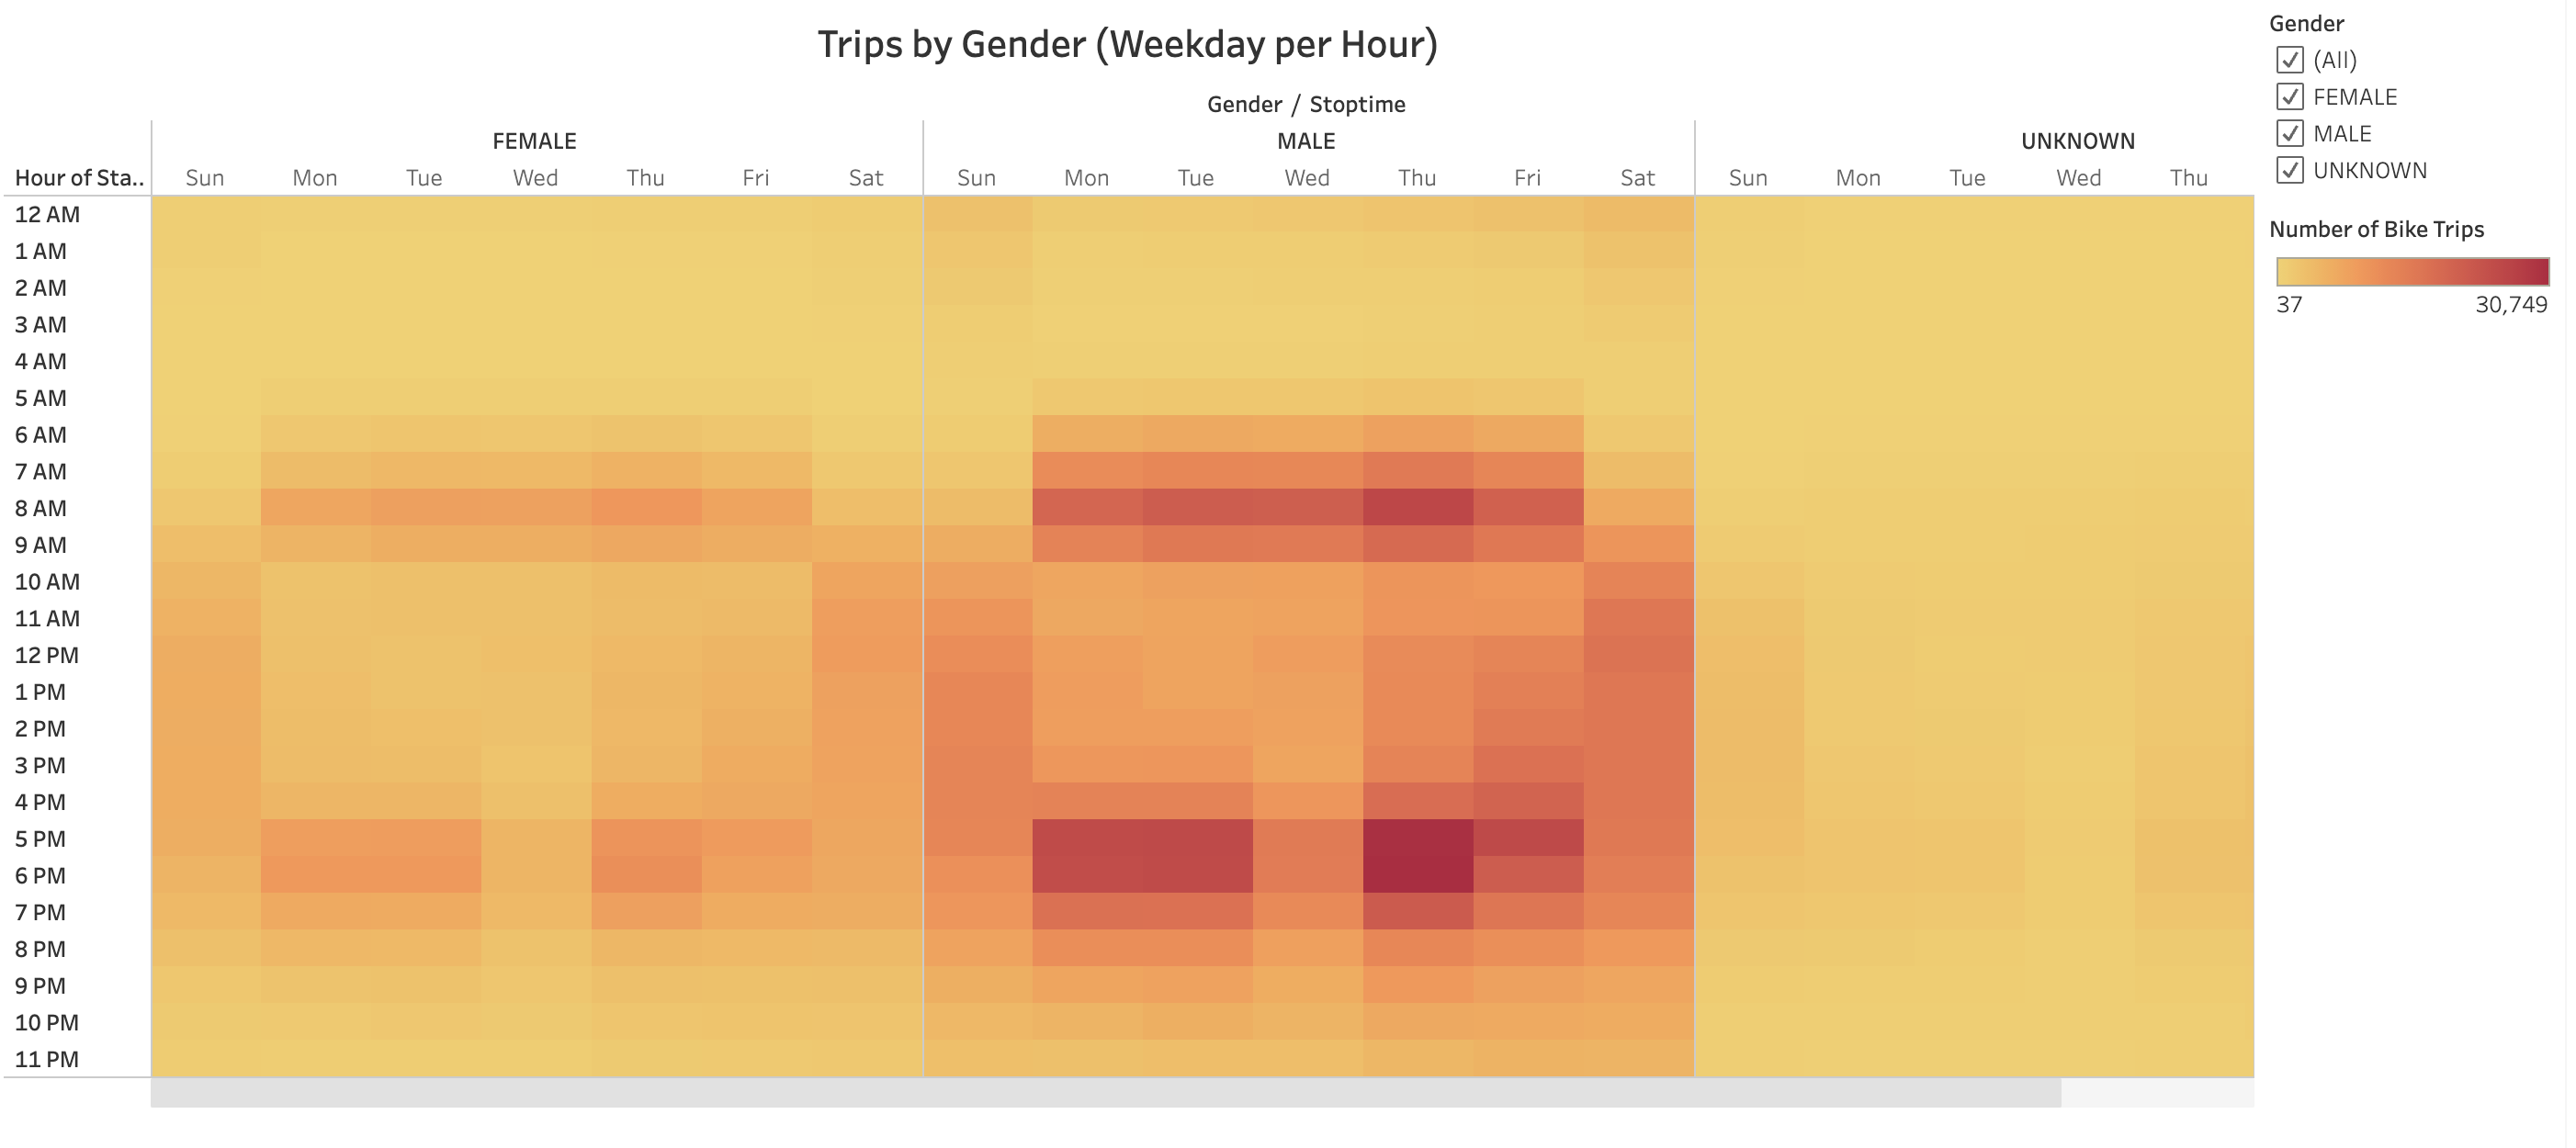 Trips by Gender (Weekday per Hour)
Gender / Stoptime
FEMALE MALE UNKNOWN
Hour of Sta.. Sun Mon Tue Wed Thu Fri Sat Sun Mon Tue Wed Thu Fri Sat Sun Mon Tue Wed Thu
12 AM
1 AM
2 AM
3 AM
4 AM
5 AM
6 AM
7 AM
8 AM
9 AM
10 AM
11 AM
12 PM
1 PM
2 PM
3 PM
4 PM
5 PM
6 PM
7 PM
8 PM
9 PM
10 PM
11 PM
Gender
(All)
FEMALE
MALE
UNKNOWN
Number of Bike Trips
37 30,749